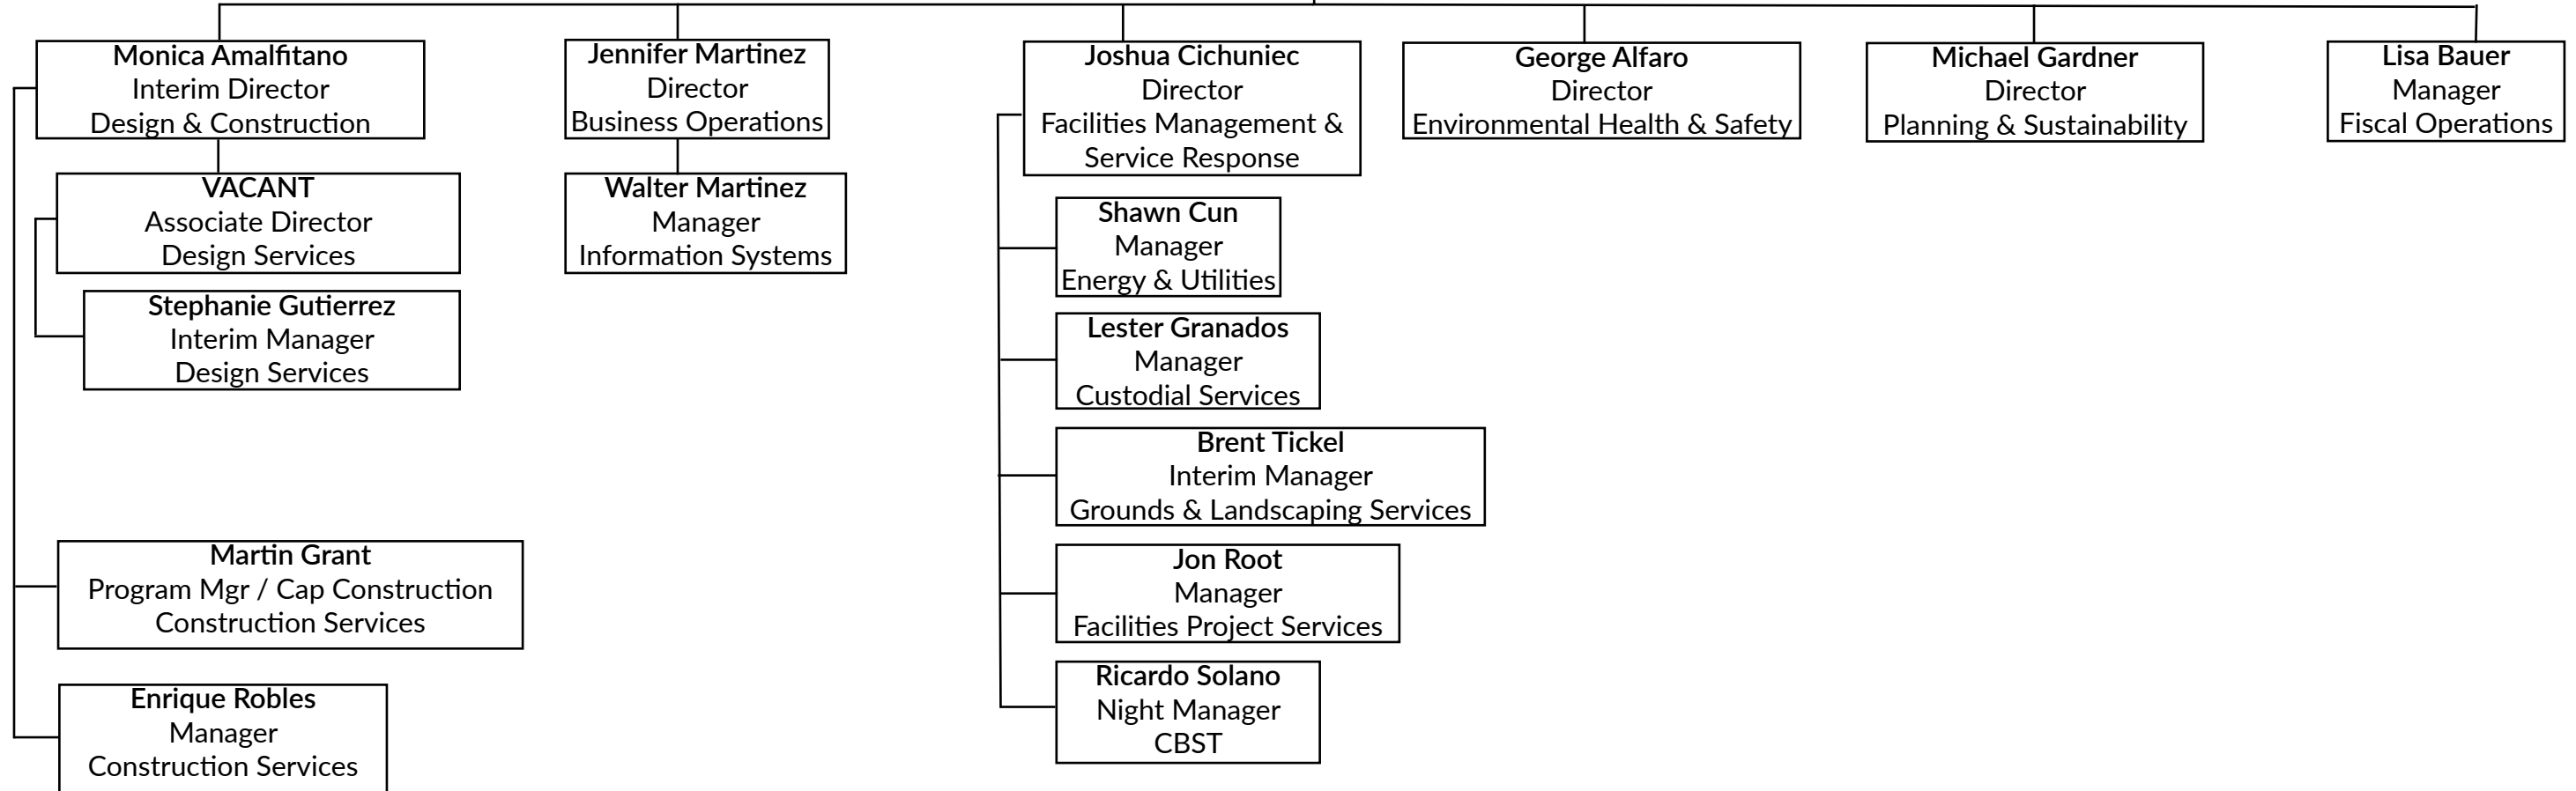 Monica Amalfitano
Interim Director
Design & Construction
VACANT
Associate Director
Design Services
Stephanie Gutierrez
Interim Manager
Design Services
Martin Grant
Program Mgr / Cap Construction
Construction Services
Enrique Robles
Manager
Construction Services
Jennifer Martinez
Director
Business Operations
Walter Martinez
Manager
Information Systems
Joshua Cichuniec
Director
Facilities Management &
Service Response
Shawn Cun
Manager
Energy & Utilities
Lester Granados
Manager
Custodial Services
Brent Tickel
Interim Manager
Grounds & Landscaping Services
Jon Root
Manager
Facilities Project Services
Ricardo Solano
Night Manager
CBST
George Alfaro
Director
Environmental Health & Safety
Michael Gardner
Director
Planning & Sustainability
Lisa Bauer
Manager
Fiscal Operations